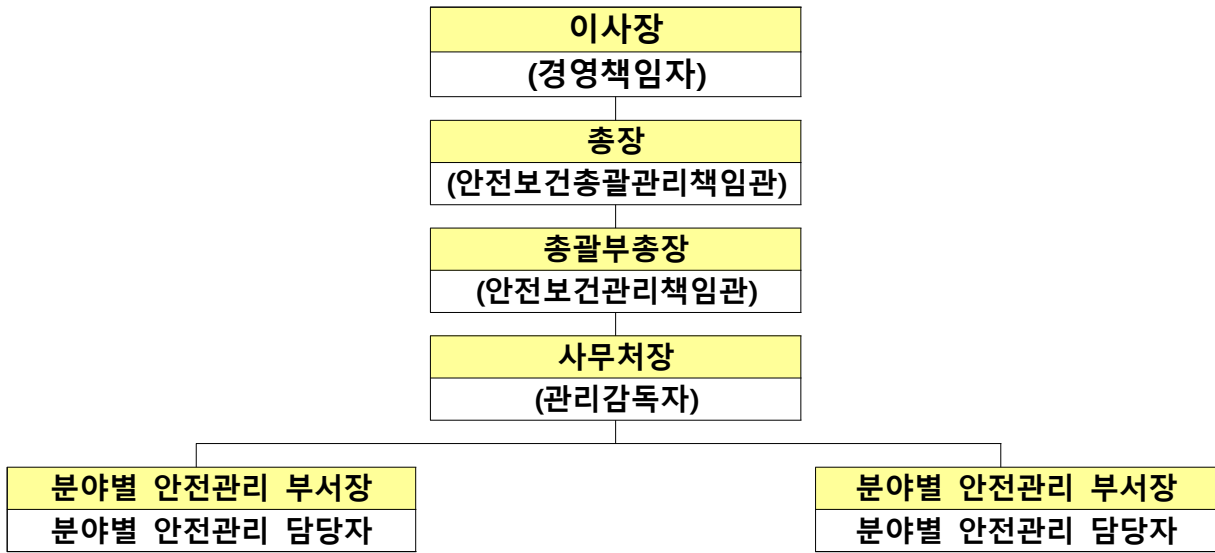 이사장
(경영책임자)
총장
(안전보건총괄관리책임관)
총괄부총장
(안전보건관리책임관)
사무처장
(관리감독자)
분야별 안전관리 부서장
분야별 안전관리 담당자
분야별 안전관리 부서장
분야별 안전관리 담당자